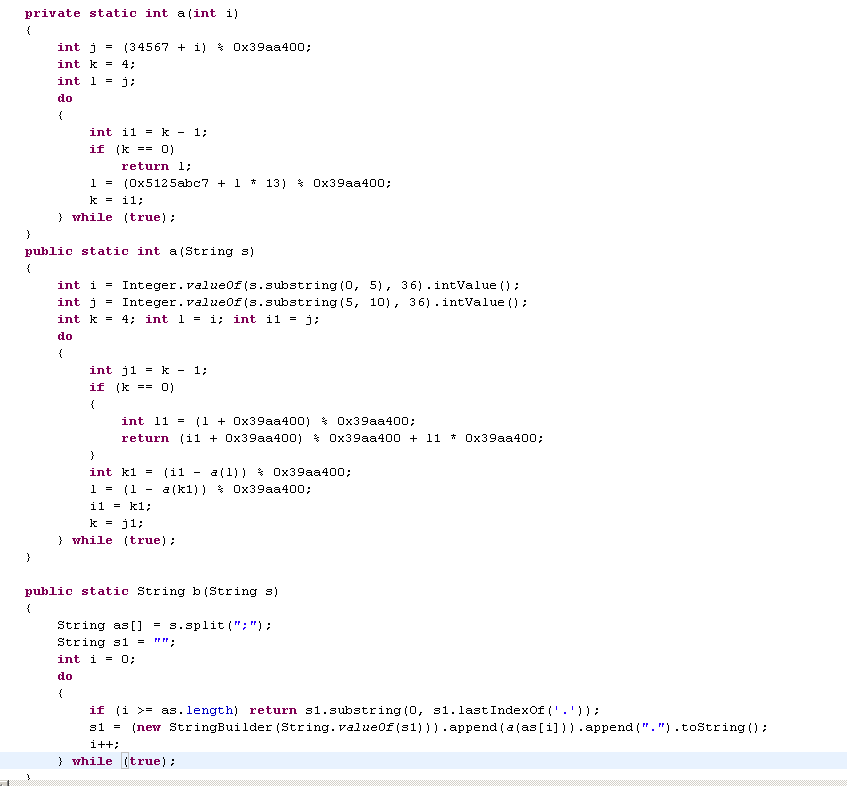 private static int a(int i)
{
    int j = (34567 + i) % 0x39aa400;
    int k = 4;
    int l = j;
    do
    {
        int i1 = k - 1;
        if (k == 0)
            return l;
        l = (0x5125abc7 + l * 13) % 0x39aa400;
        k = i1;
    } while (true);
}
public static int a(String s)
{
    int i = Integer.valueOf(s.substring(0, 5), 36).intValue();
    int j = Integer.valueOf(s.substring(5, 10), 36).intValue();
    int k = 4; int l = i; int i1 = j;
    do
    {
        int j1 = k - 1;
        if (k == 0)
        {
            int l1 = (l + 0x39aa400) % 0x39aa400;
            return (i1 + 0x39aa400) % 0x39aa400 + l1 * 0x39aa400;
        }
        int k1 = (i1 - a(l)) % 0x39aa400;
        l = (l - a(k1)) % 0x39aa400;
        i1 = k1;
        k = j1;
    } while (true);
}
public static String b(String s)
{
    String as[] = s.split(";");
    String s1 = "";
    int i = 0;
    do
    {
        if (i >= as.length) return s1.substring(0, s1.lastIndexOf('.'));
        s1 = (new StringBuilder(String.valueOf(s1))).append(a(as[i])).append(".").toString();
        i++;
    } while (true);
}